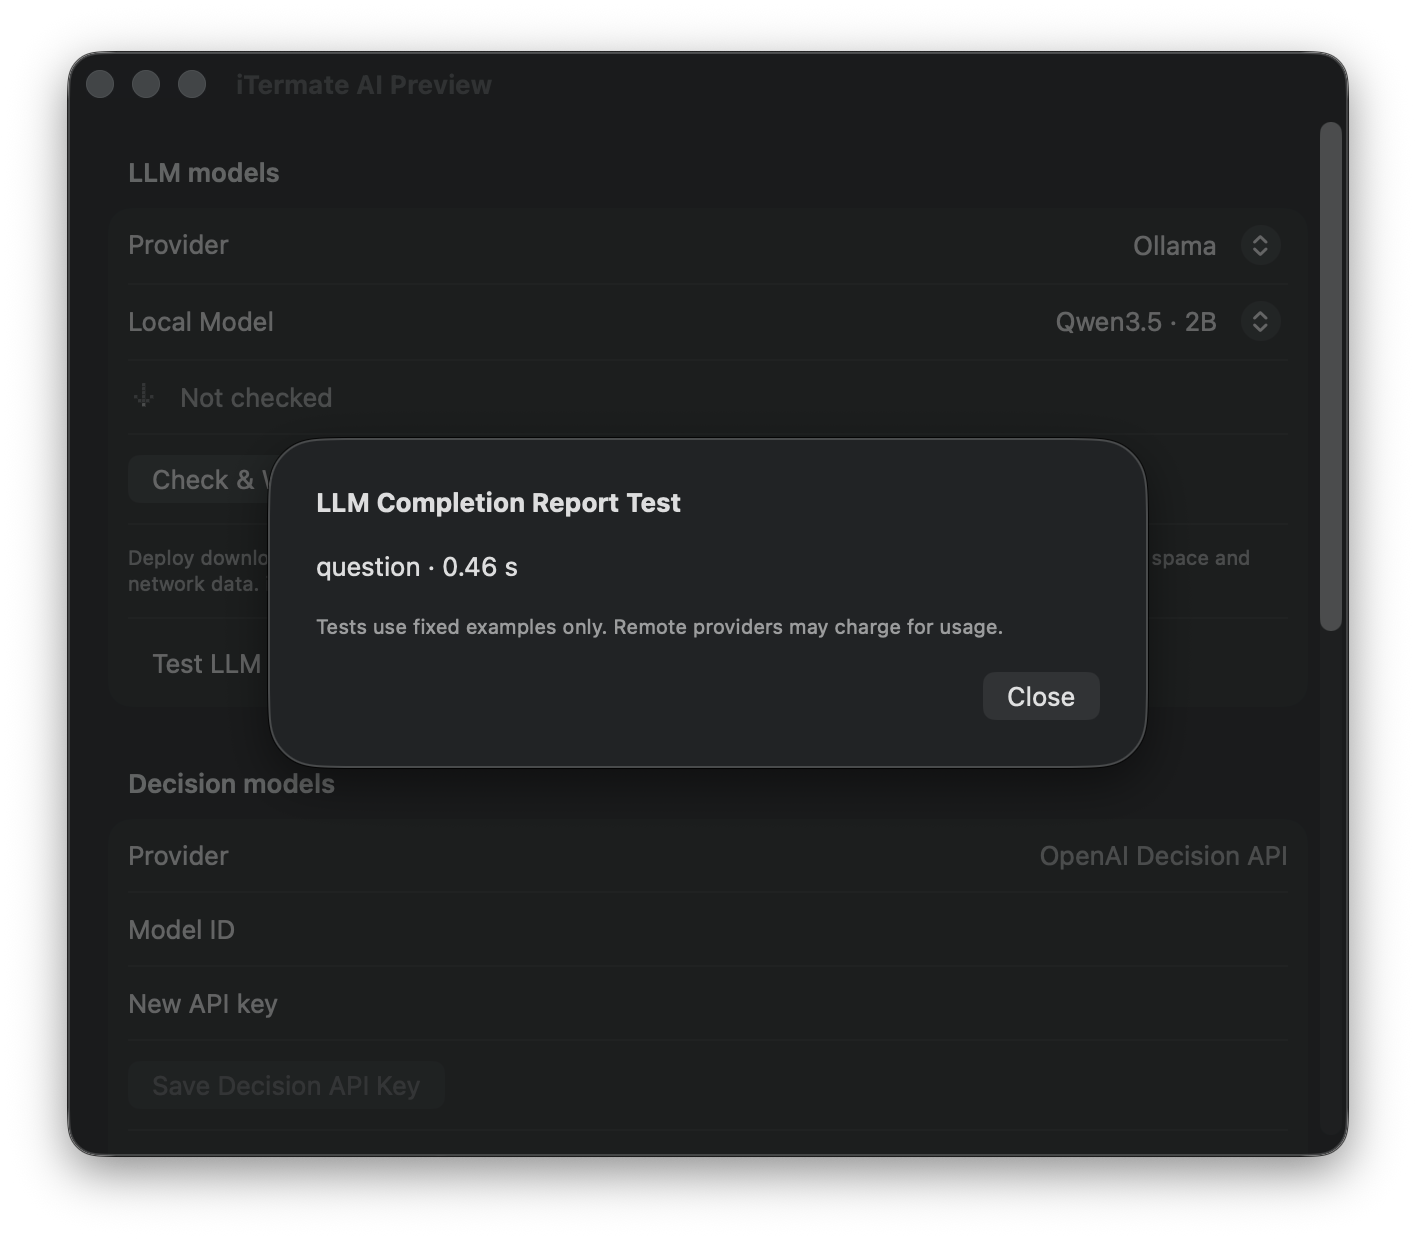 iTermate AI Preview
LLM models
Provider
Ollama
Local Model
Qwen3.5 · 2B
Not checked
Check &
LLM Completion Report Test
question · 0.46 s
Deploy
space and
network data.
Tests use fixed examples only. Remote providers may charge for usage.
Test LLM
Close
Decision models
Provider
OpenAI Decision API
Model ID
New API key
Save Decision API Key